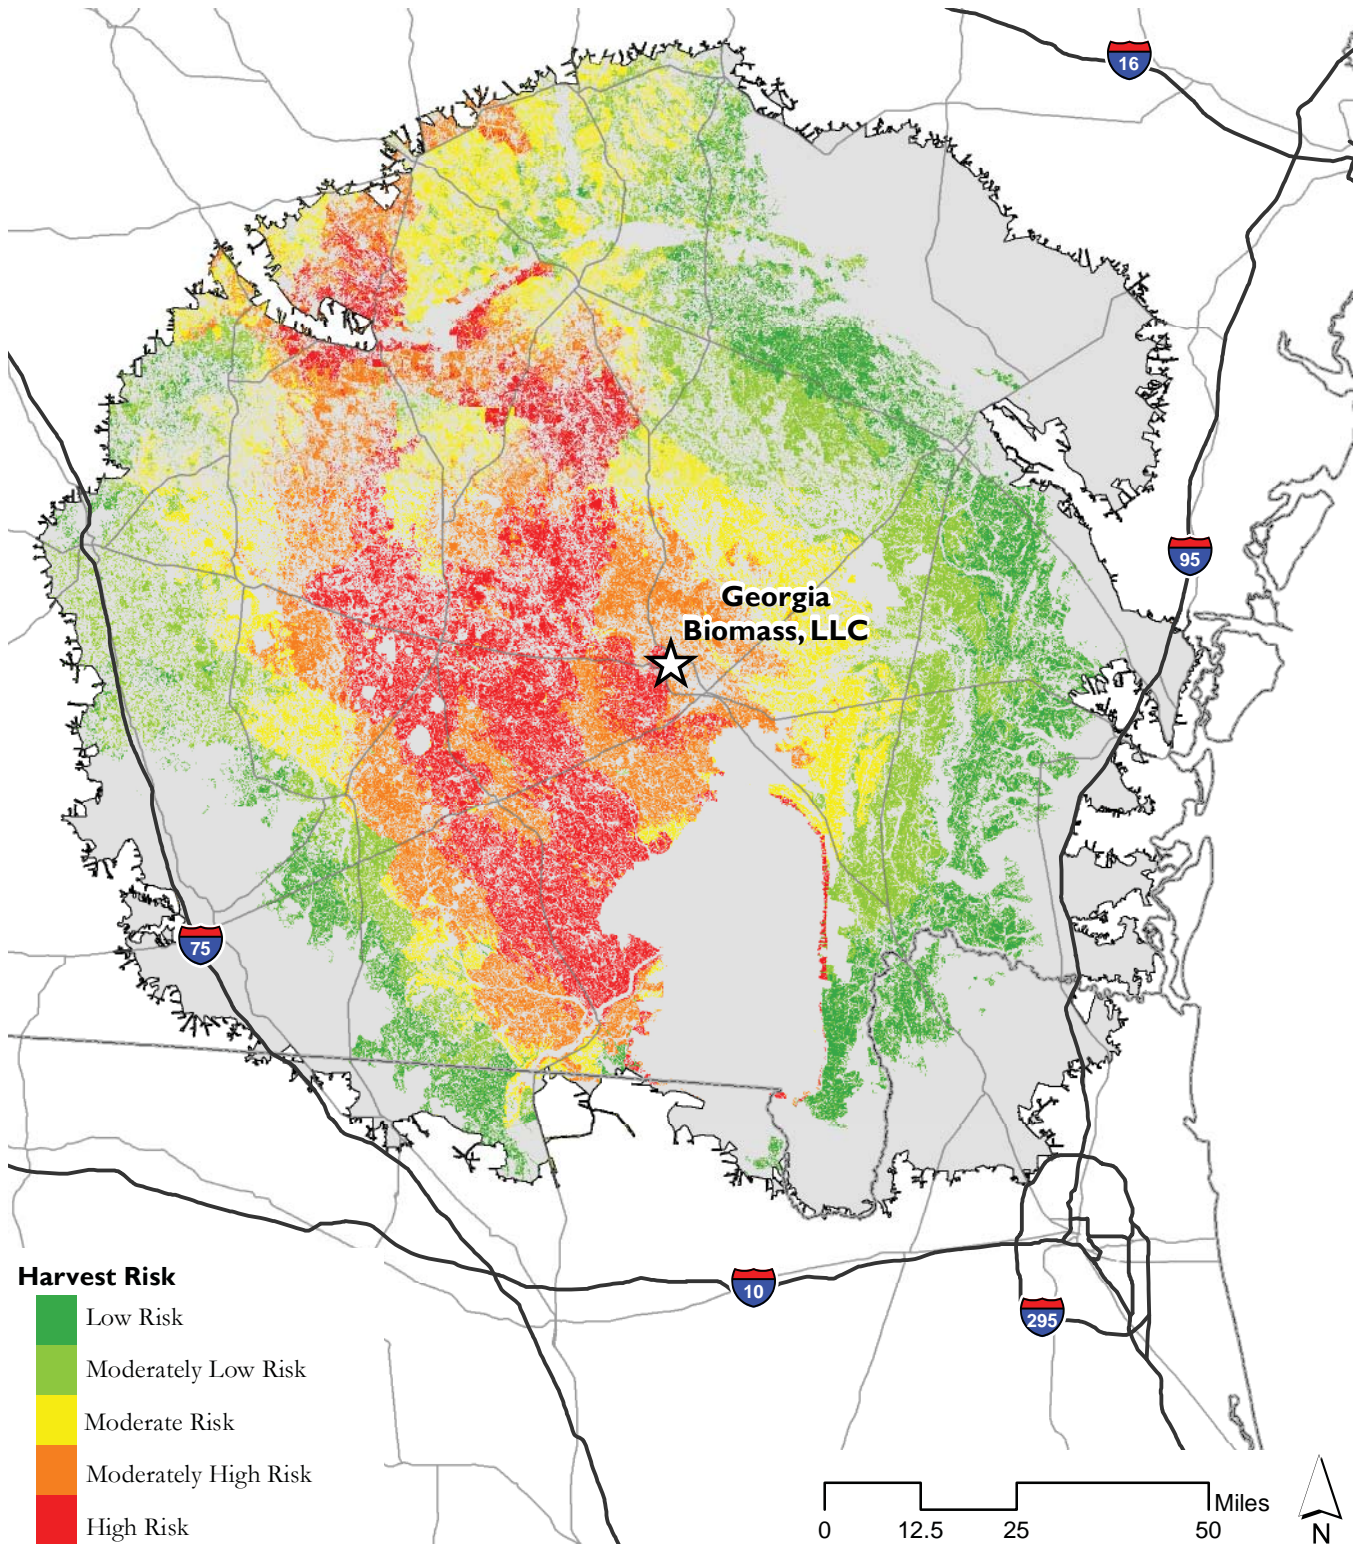 16
95
Georgia
Biomass, LLC
75
10
295
Harvest Risk
Low Risk
Moderately Low Risk
Moderate Risk
Moderately High Risk
High Risk
Miles
0 12.5 25 50
N